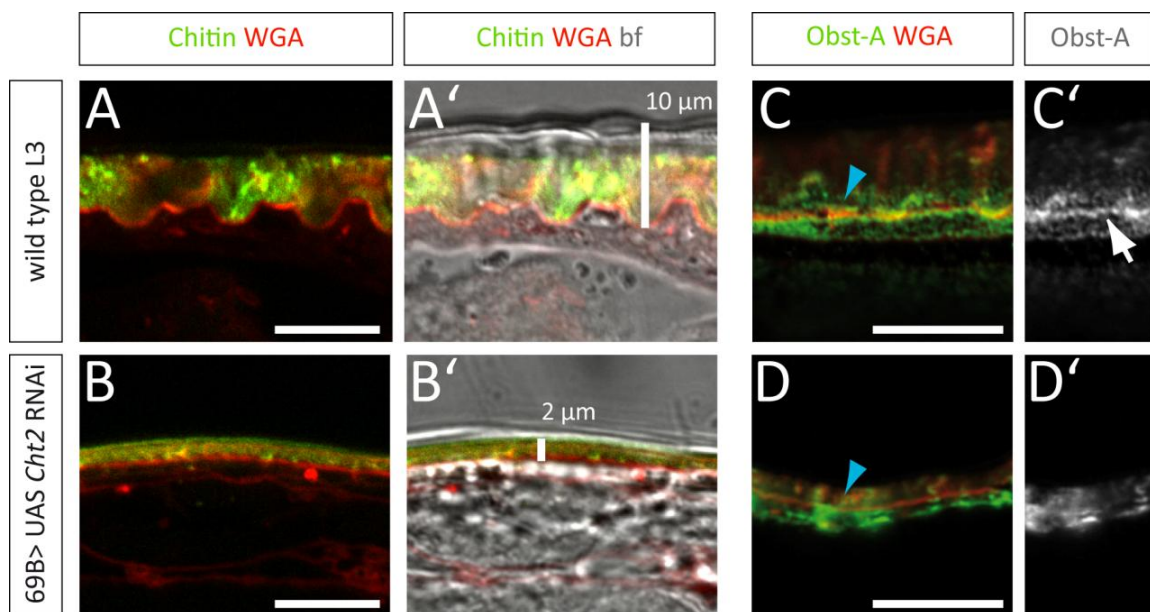 Chitin WGA
Chitin WGA bf
Obst-A WGA
Obst-A
wild type L3
A
A‘
10 µm
C
C‘
69B> UAS Cht2 RNAi
B
B‘
2 µm
D
D‘